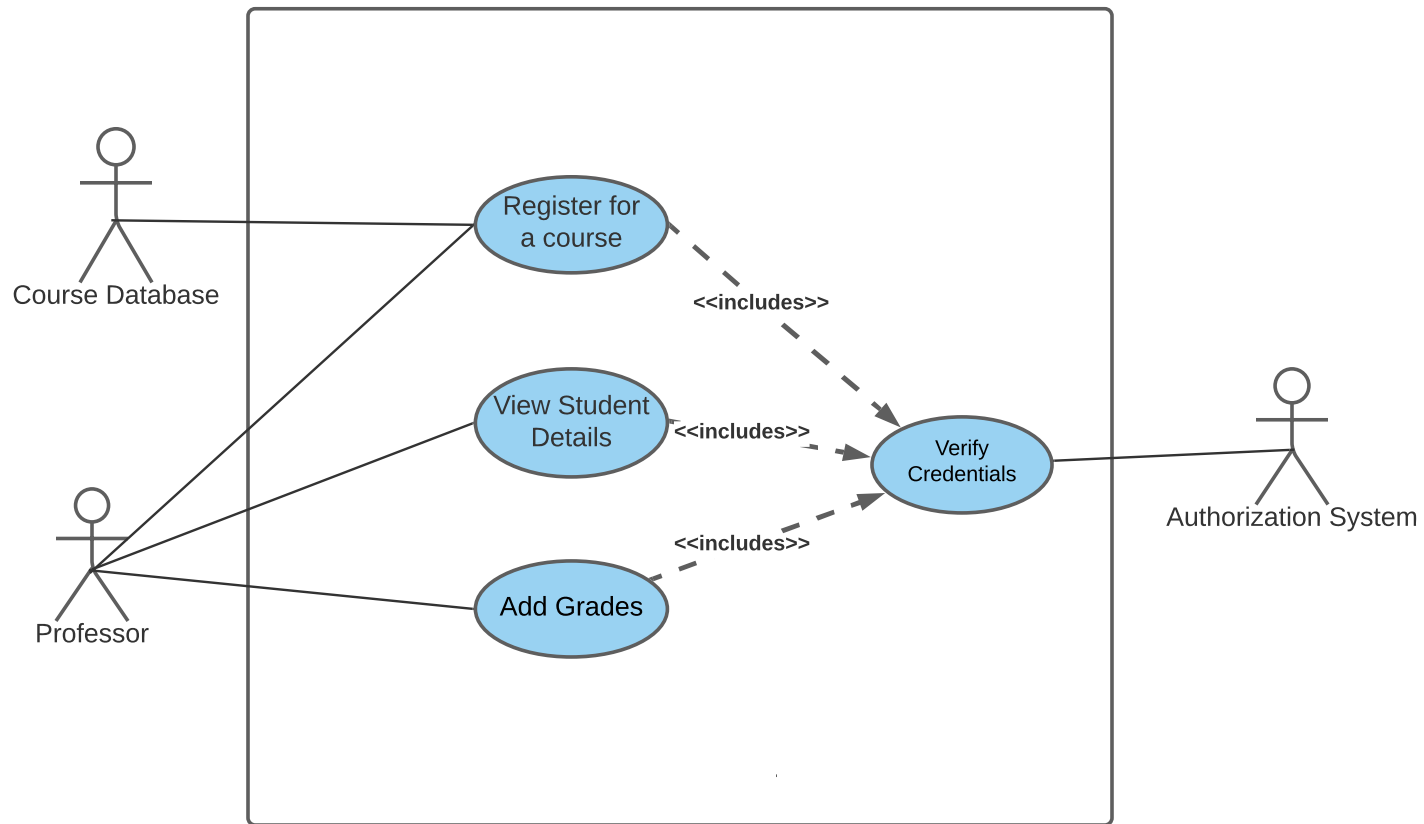 Register for
a course
<<includes>>
Course Database
View Student
Details
<<includes>>
Verify
Credentials
Authorization System
<<includes>>
Add Grades
Professor